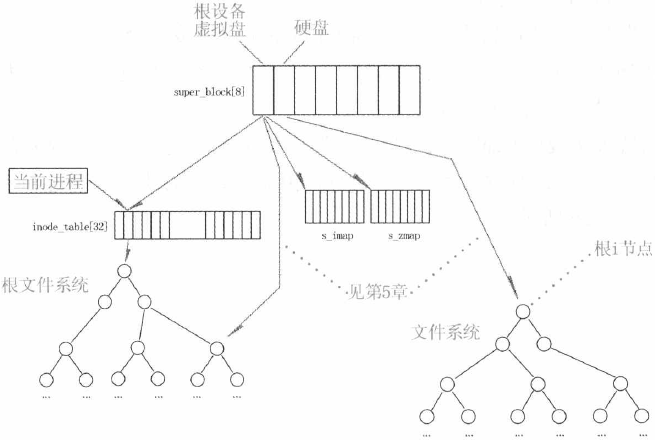 根设备
虚拟盘
硬盘
super_block[8]
当前进程
inode_table[32]
s_imap
s_zmap
根i节点
根文件系统
见第5章
文件系统
... ... ... ... ... ...
... ... ... ... ... ...